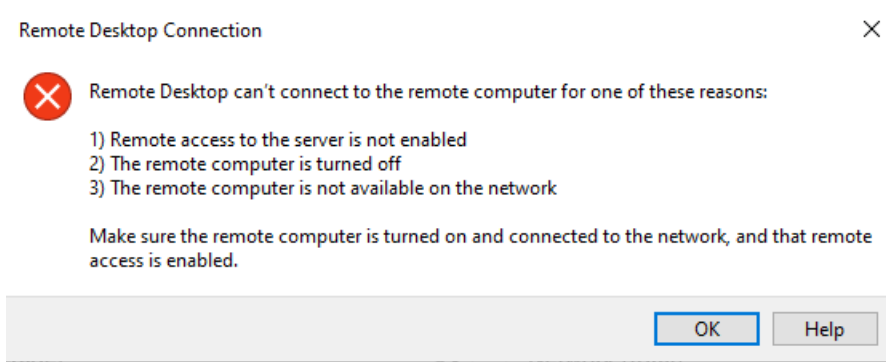 Remote Desktop Connection
Remote Desktop can't connect to the remote computer for one of these reasons:
1) Remote access to the server is not enabled
2) The remote computer is turned off
3) The remote computer is not available on the network
Make sure the remote computer is turned on and connected to the network, and that remote
access is enabled.
OK Help